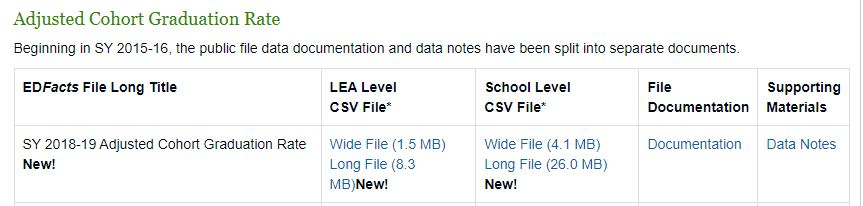 Adjusted Cohort Graduation Rate
Beginning in SY 2015-16, the public file data documentation and data notes have been split into separate documents.
EDFacts File Long Title
LEA Level
CSV File*
School Level
CSV File*
File
Documentation
Supporting
Materials
SY 2018-19 Adjusted Cohort Graduation Rate
New!
Wide File (1.5 MB)
Long File (8.3
MB)New!
Wide File (4.1 MB)
Long File (26.0 MB)
New!
Documentation
Data Notes